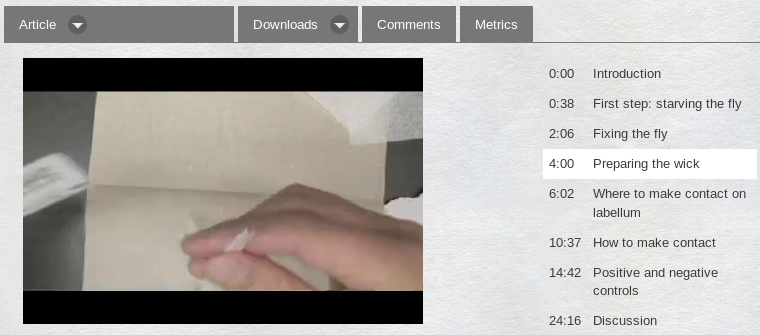 Article
Downloads
Comments
Metrics
0:00 Introduction
0:38 First step: starving the fly
2:06 Fixing the fly
4:00 Preparing the wick
6:02 Where to make contact on
labellum
10:37 How to make contact
14:42 Positive and negative
controls
24:16 Discussion